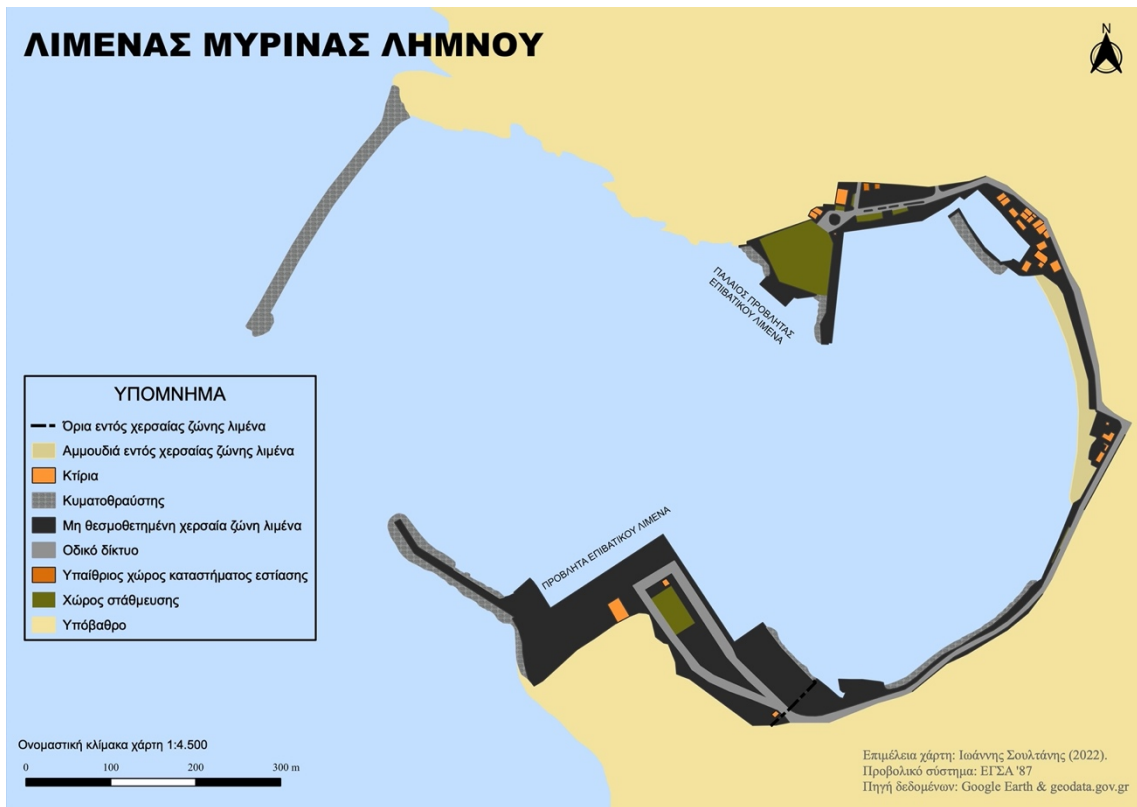 ΛΙΜΕΝΑΣ ΜΥΡΙΝΑΣ ΛΗΜΝΟΥ
N
ΠΑΛΑΙΟΣ ΠΡΟΒΛΗΤΑΣ
ΕΠΙΒΑΤΙΚΟΥ ΛΙΜΕΝΑ
ΥΠΟΜΝΗΜΑ
Όρια εντός χερσαίας ζώνης λιμένα
Αμμουδιά εντός χερσαίας ζώνης λιμένα
Κτίρια
Κυματοθραύστης
Μη θεσμοθετημένη χερσαία ζώνη λιμένα
Οδικό δίκτυο
Υπαίθριος χώρος καταστήματος εστίασης
Χώρος στάθμευσης
Υπόβαθρο
ΠΡΟΒΛΗΤΑ ΕΠΙΒΑΤΙΚΟΥ ΛΙΜΕΝΑ
Ονομαστική κλίμακα χάρτη 1:4.500
0 100 200 300 m
Επιμέλεια χάρτη: Ιωάννης Σουλτάνης (2022).
Προβολικό σύστημα: ΕΓΣΑ '87
Πηγή δεδομένων: Google Earth & geodata.gov.gr